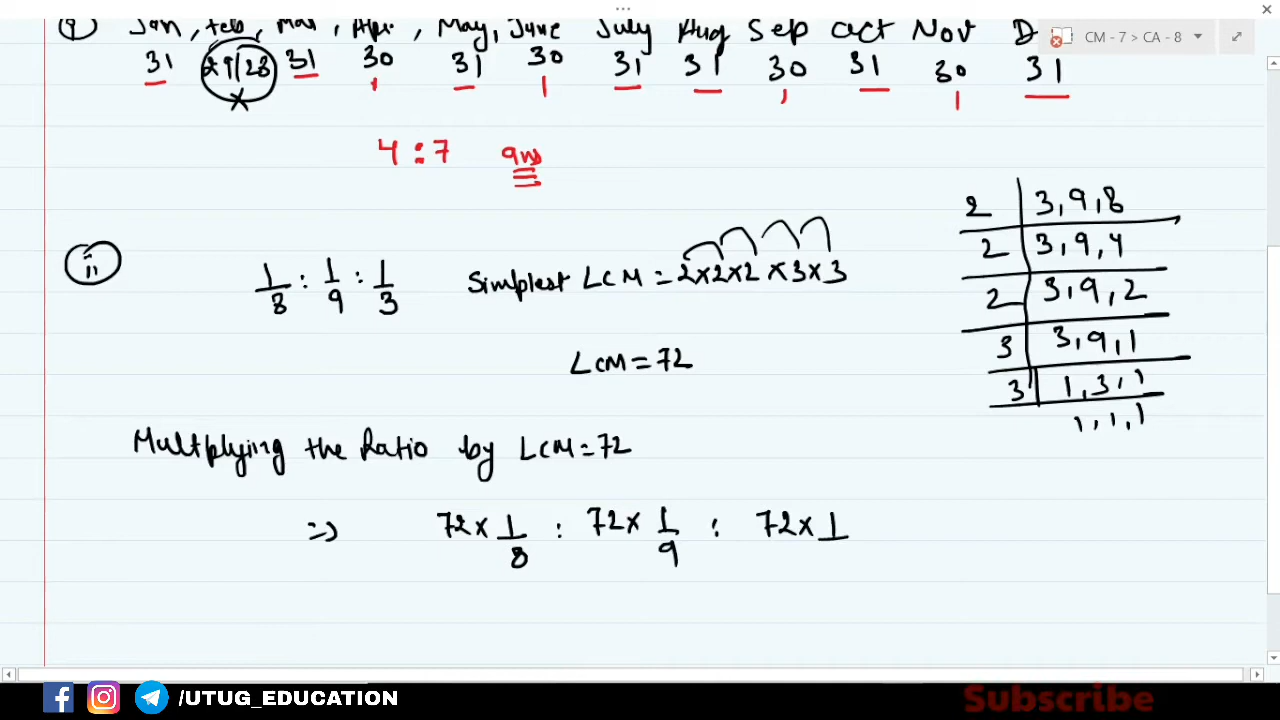 Jan, Feb, Mar, Apr, May, June July Aug Sep Oct Nov D
31 29/28 31 30 31 30 31 31 30 31 30 31
CM - 7 > CA - 8
4 : 7 ans
ii
1/8 : 1/9 : 1/3 Simplest LCM = 2×2×2×3×3
LCM = 72
2 | 3, 9, 8
2 | 3, 9, 4
2 | 3, 9, 2
3 | 3, 9, 1
3 | 1, 3, 1
1, 1, 1
Multplying the Ratio by LCM = 72
=> 72 × 1/8 : 72 × 1/9 : 72 × 1
/UTUG_EDUCATION
Subscribe